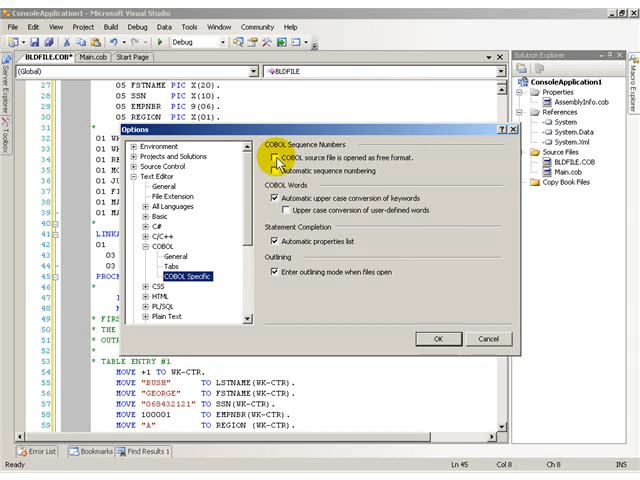 ConsoleApplication1 - Microsoft Visual Studio
File Edit View Project Build Debug Data Tools Window Community Help
Debug
BLDFILE.COB* Main.cob Start Page
(Global) BLDFILE
27 05 FSTNAME PIC X(20).
28 05 SSN PIC X(10).
29 05 EMPNBR PIC 9(06).
30 05 REGION PIC X(01).
31 *
32 01 W
33 01 MA
34 01
35 01
36 01
37 01
38 01
39 01
40 *
41 LINKA
42 01
43 03
44 03
45 PROC
46 *
47
48
49 * FIRS
50 * THE
51 * OUTP
52 *
53 * TABLE ENTRY #1
54 MOVE +1 TO WK-CTR.
55 MOVE "BUSH" TO LSTNAME(WK-CTR).
56 MOVE "GEORGE" TO FSTNAME(WK-CTR).
57 MOVE "068432121" TO SSN(WK-CTR).
58 MOVE 100001 TO EMPNBR(WK-CTR).
59 MOVE "A" TO REGION (WK-CTR).
Options
Environment
Projects and Solutions
Source Control
Text Editor
General
File Extension
All Languages
Basic
C#
C/C++
COBOL
General
Tabs
COBOL Specific
CSS
HTML
PL/SQL
Plain Text
COBOL Sequence Numbers
COBOL source file is opened as free format.
Automatic sequence numbering
COBOL Words
Automatic upper case conversion of keywords
Upper case conversion of user-defined words
Statement Completion
Automatic properties list
Outlining
Enter outlining mode when files open
OK Cancel
Solution Explorer
ConsoleApplication1
Properties
AssemblyInfo.cob
References
System
System.Data
System.Xml
Source Files
BLDFILE.COB
Main.cob
Copy Book Files
Server Explorer
Toolbox
Macro Explorer
Error List Bookmarks Find Results 1
Ready Ln 45 Col 8 Ch 8 INS